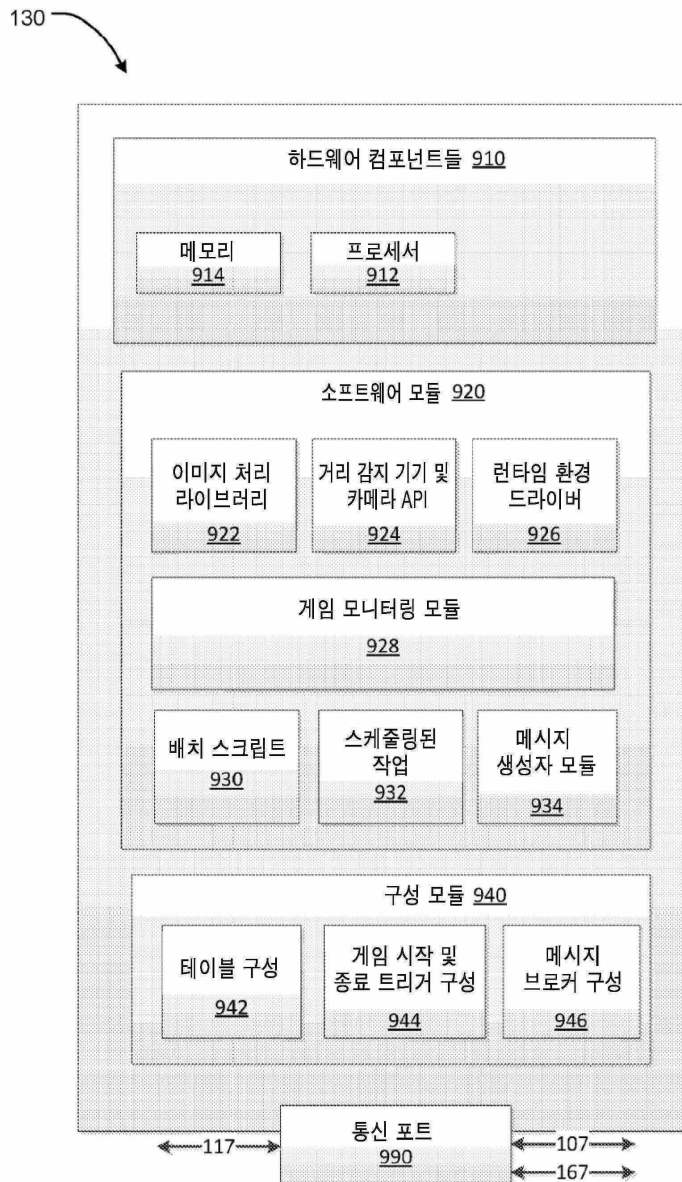 130
하드웨어 컴포넌트들 910
메모리
914
프로세서
912
소프트웨어 모듈 920
이미지 처리
라이브러리
922
거리 감지 기기 및
카메라 API
924
런타임 환경
드라이버
926
게임 모니터링 모듈
928
배치 스크립트
930
스케줄링된
작업
932
메시지
생성자 모듈
934
구성 모듈 940
테이블 구성
942
게임 시작 및
종료 트리거 구성
944
메시지
브로커 구성
946
통신 포트
990
117
107
167